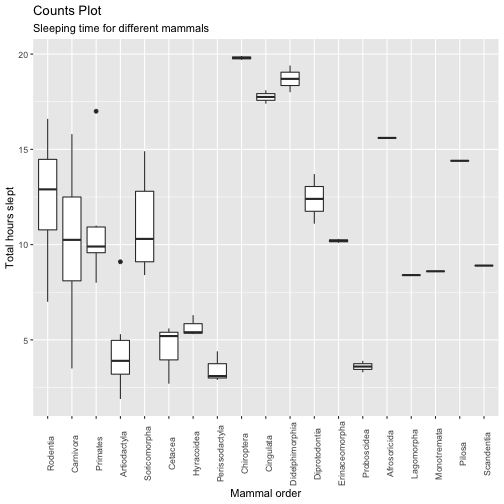 Counts Plot
Sleeping time for different mammals
Total hours slept
20
15
10
5
Rodentia
Carnivora
Primates
Artiodactyla
Soricomorpha
Cetacea
Hyracoidea
Perissodactyla
Chiroptera
Cingulata
Didelphimorphia
Diprotodontia
Erinaceomorpha
Proboscidea
Afrosoricida
Lagomorpha
Monotremata
Pilosa
Scandentia
Mammal order